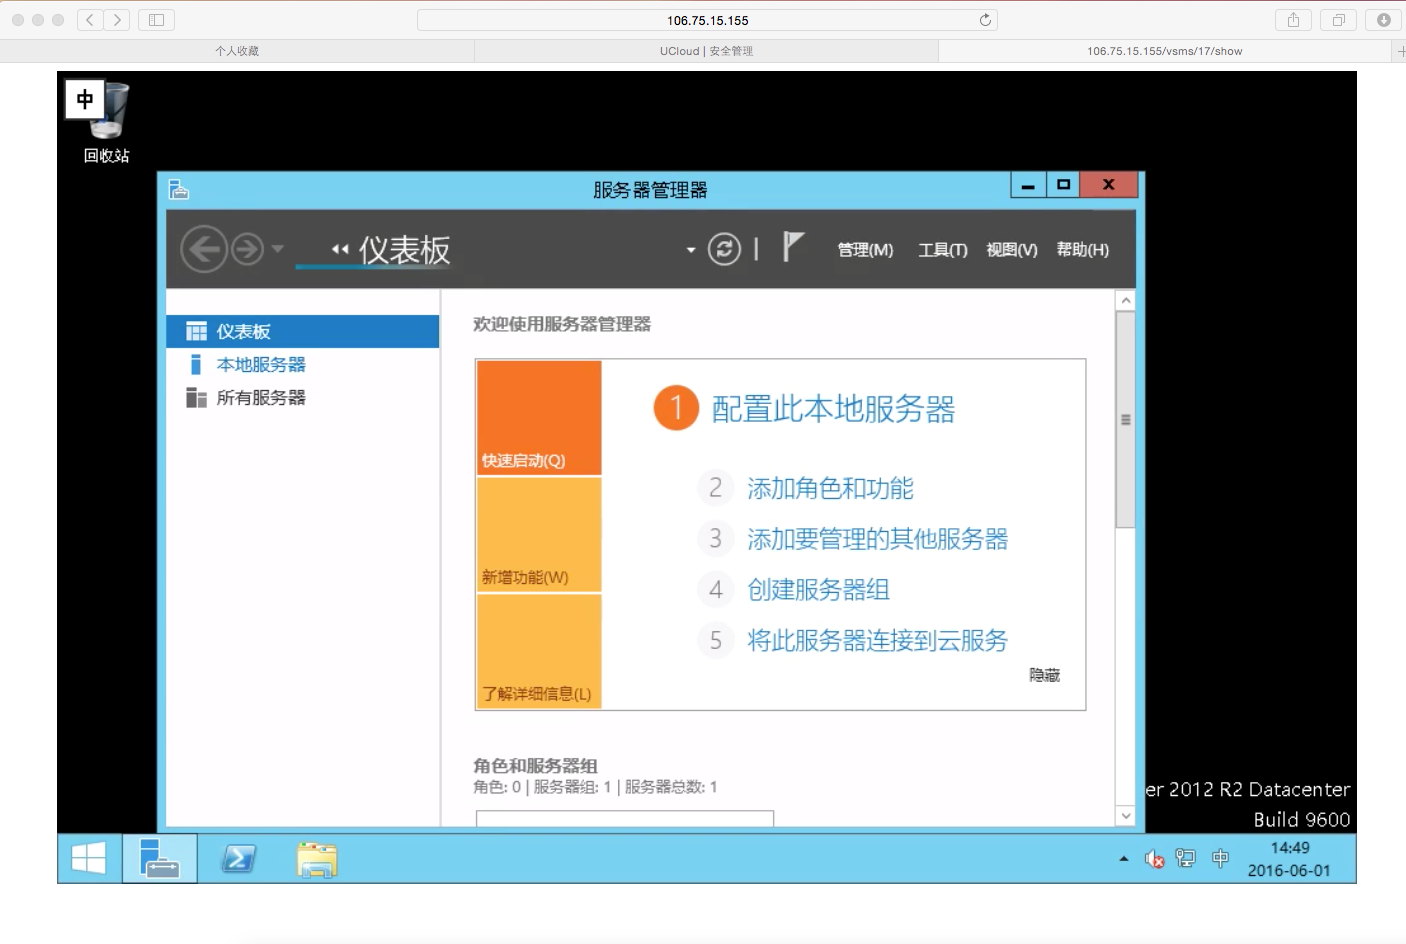 106.75.15.155
个人收藏
UCloud | 安全管理
106.75.15.155/vsms/17/show
中
回收站
服务器管理器
仪表板
管理(M) 工具(T) 视图(V) 帮助(H)
仪表板
本地服务器
所有服务器
欢迎使用服务器管理器
快速启动(Q)
新增功能(W)
了解详细信息(L)
1 配置此本地服务器
2 添加角色和功能
3 添加要管理的其他服务器
4 创建服务器组
5 将此服务器连接到云服务
隐藏
角色和服务器组
角色: 0 | 服务器组: 1 | 服务器总数: 1
er 2012 R2 Datacenter
Build 9600
中
14:49
2016-06-01